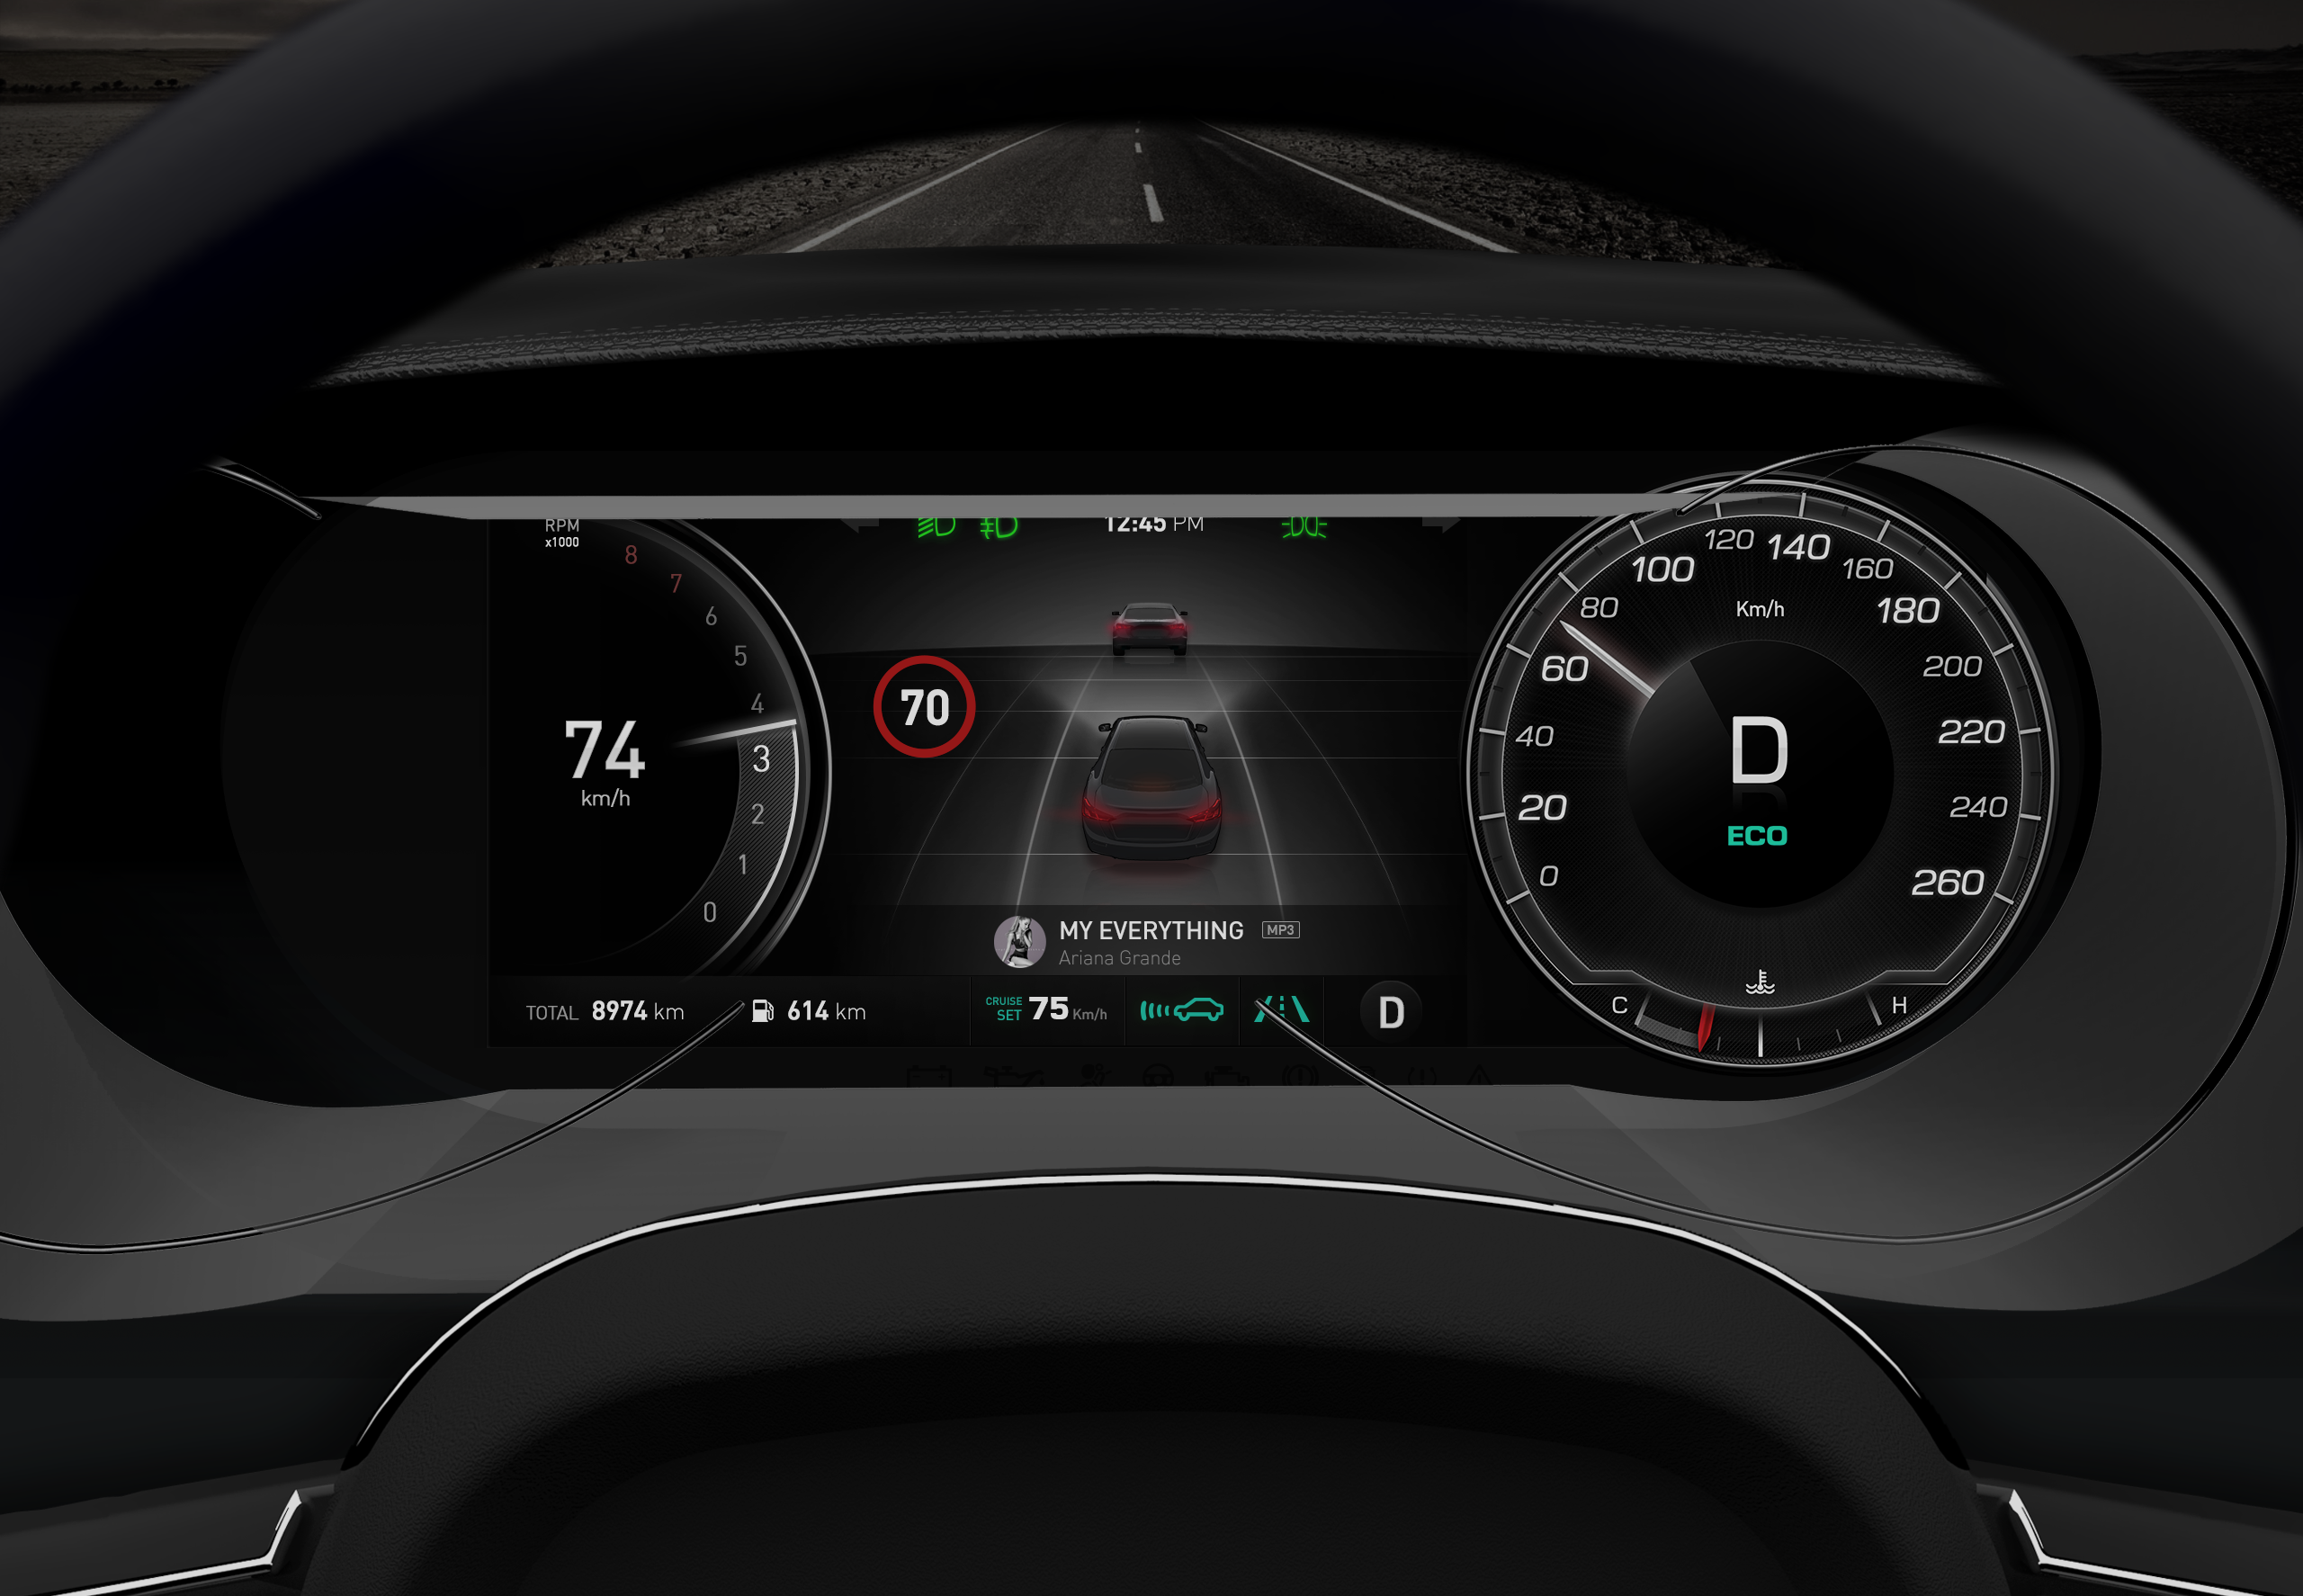 RPM
x1000
8
7
6
5
4
3
2
1
0
74
km/h
12:45 PM
70
MY EVERYTHING MP3
Ariana Grande
TOTAL 8974 km
614 km
CRUISE
SET
75 Km/h
D
0
20
40
60
80
100
120
140
160
180
200
220
240
260
Km/h
D
ECO
C
H